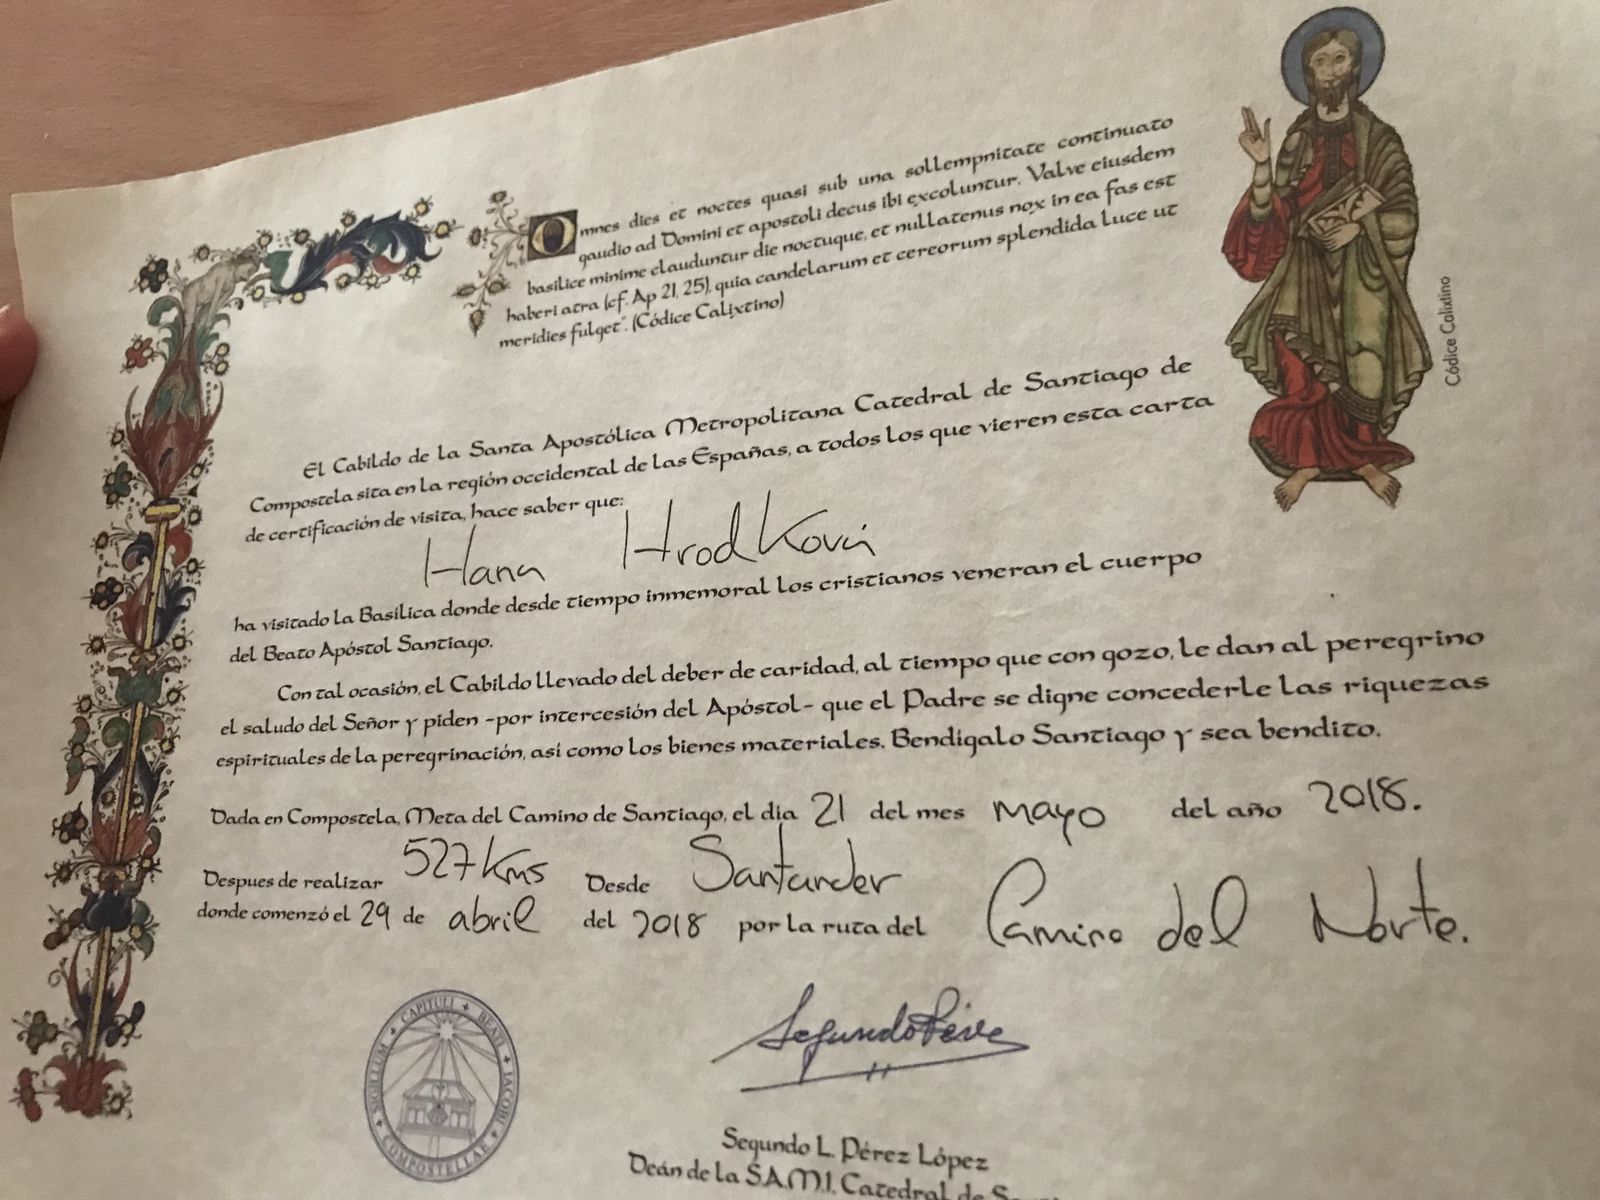 Omnes dies et noctes quasi sub una sollempnitate continuato
gaudio ad Domini et apostoli decus ibi excoluntur. Valve eiusdem
basilice minime clauduntur die noctuque, et nullatenus nox in ea fas est
haberi atra (cf. Ap 21, 25), quia candelarum et cereorum splendida luce ut
meridies fulget". (Códice Calixtino)
Códice Calixtino
El Cabildo de la Santa Apostólica Metropolitana Catedral de Santiago de
Compostela sita en la región occidental de las Españas, a todos los que vieren esta carta
de certificación de visita, hace saber que:
Hana Hrodková
ha visitado la Basílica donde desde tiempo inmemoral los cristianos veneran el cuerpo
del Beato Apóstol Santiago.
Con tal ocasión, el Cabildo llevado del deber de caridad, al tiempo que con gozo, le dan al peregrino
el saludo del Señor y piden -por intercesión del Apóstol- que el Padre se digne concederle las riquezas
espirituales de la peregrinación, así como los bienes materiales. Bendígalo Santiago y sea bendito.
Dada en Compostela, Meta del Camino de Santiago, el día 21 del mes mayo del año 2018.
Despues de realizar 527 Kms Desde Santander
donde comenzó el 29 de abril del 2018 por la ruta del Camino del Norte.
SIGILLUM + CAPITULI + BEATI + IACOBI + COMPOSTELLAE +
Segundo Pérez
Segundo L. Pérez López
Deán de la S.A.M.I. Catedral de